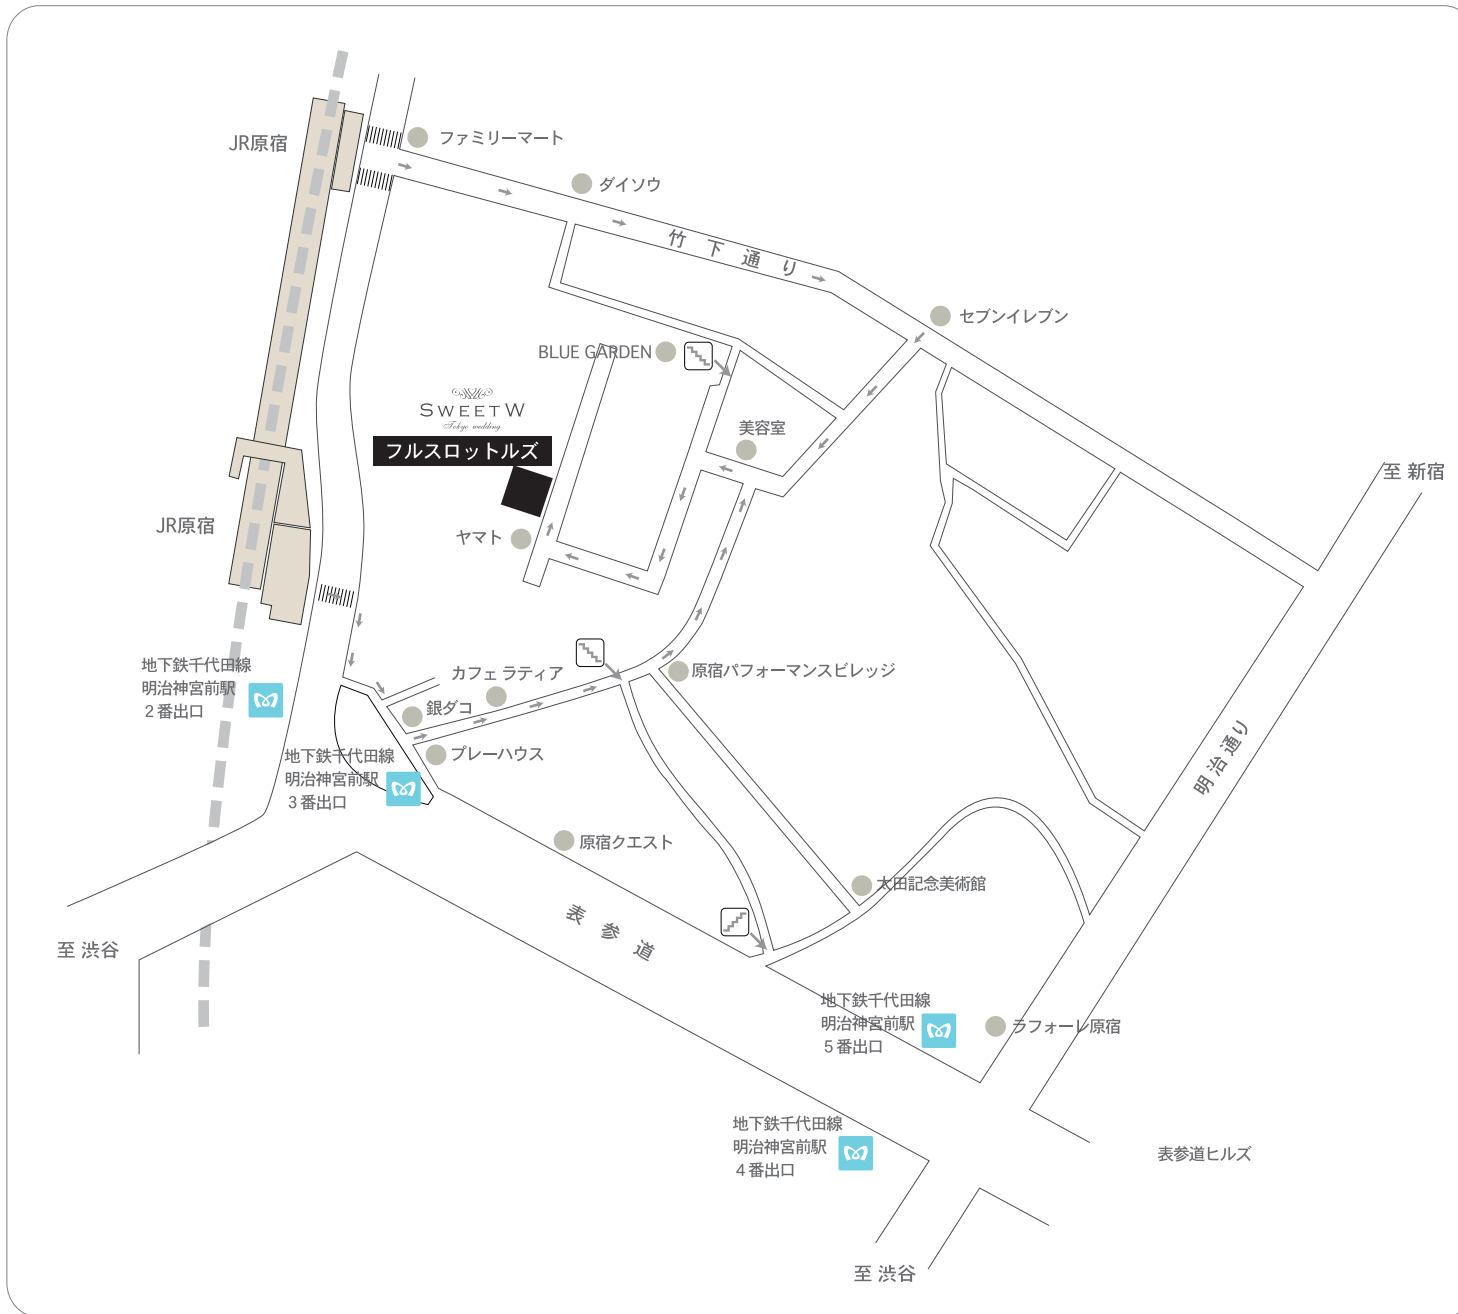 JR原宿
ファミリーマート
ダイソウ
竹下通り
セブンイレブン
BLUE GARDEN
SWEET W
Tokyo wedding
フルスロットルズ
美容室
至 新宿
JR原宿
ヤマト
地下鉄千代田線
明治神宮前駅
2番出口
カフェ ラティア
原宿パフォーマンスビレッジ
銀ダコ
プレーハウス
地下鉄千代田線
明治神宮前駅
3番出口
明治通り
原宿クエスト
太田記念美術館
表参道
至 渋谷
地下鉄千代田線
明治神宮前駅
5番出口
ラフォーレ原宿
地下鉄千代田線
明治神宮前駅
4番出口
表参道ヒルズ
至 渋谷